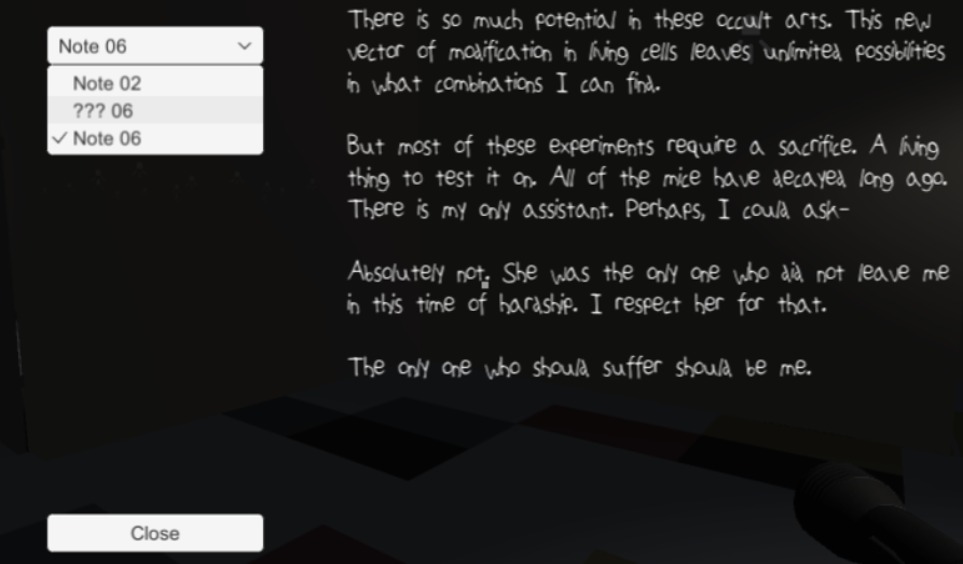 Note 06
Note 02
??? 06
Note 06
Close
There is so much potential in these occult arts. This new
vector of modification in living cells leaves unlimited possibilities
in what combinations I can find.
But most of these experiments require a sacrifice. A living
thing to test it on. All of the mice have decayed long ago.
There is my only assistant. Perhaps, I could ask-
Absolutely not. She was the only one who did not leave me
in this time of hardship. I respect her for that.
The only one who should suffer should be me.